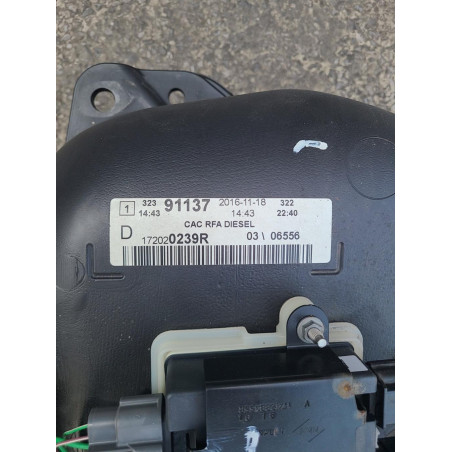 1 323 91137 2016-11-18 322
14:43 14:43 22:40
CAC RFA DIESEL
D 172020239R 03\ 06556